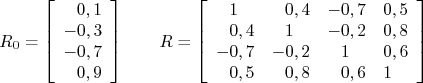 R₀ = [ 0,1 −0,3 −0,7 0,9 ] R = [ 1 0,4 −0,7 0,5
0,4 1 −0,2 0,8
−0,7 −0,2 1 0,6
0,5 0,8 0,6 1 ]